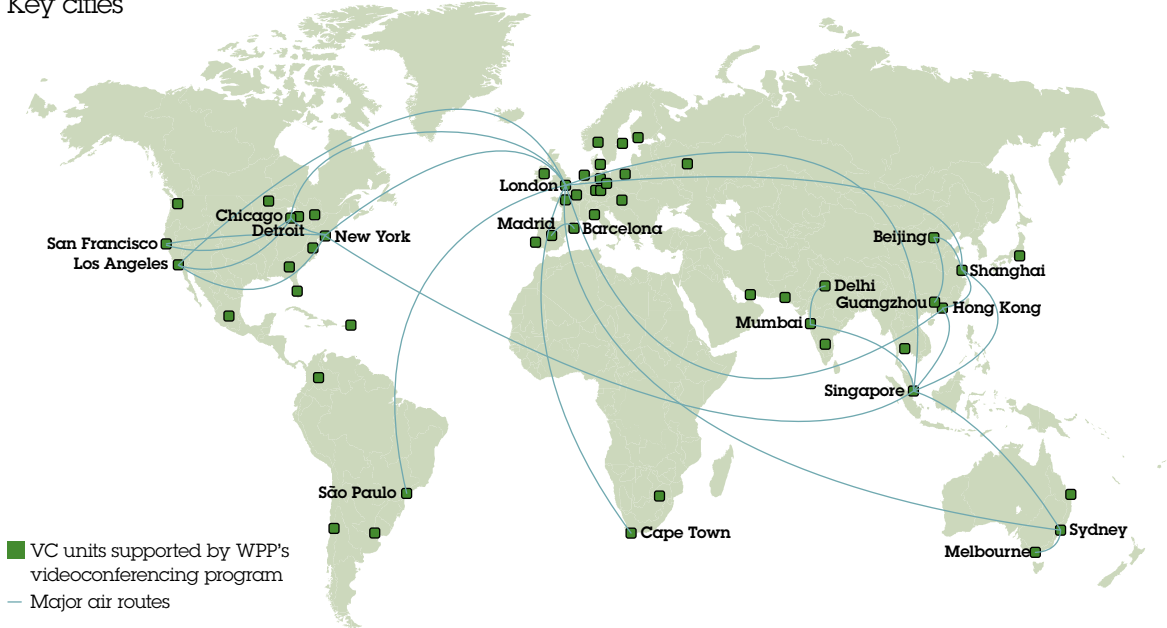 Key cities
London
Chicago
Detroit
New York
Madrid
Barcelona
San Francisco
Los Angeles
Beijing
Shanghai
Delhi
Guangzhou
Hong Kong
Mumbai
Singapore
São Paulo
Cape Town
Sydney
Melbourne
VC units supported by WPP's
videoconferencing program
Major air routes